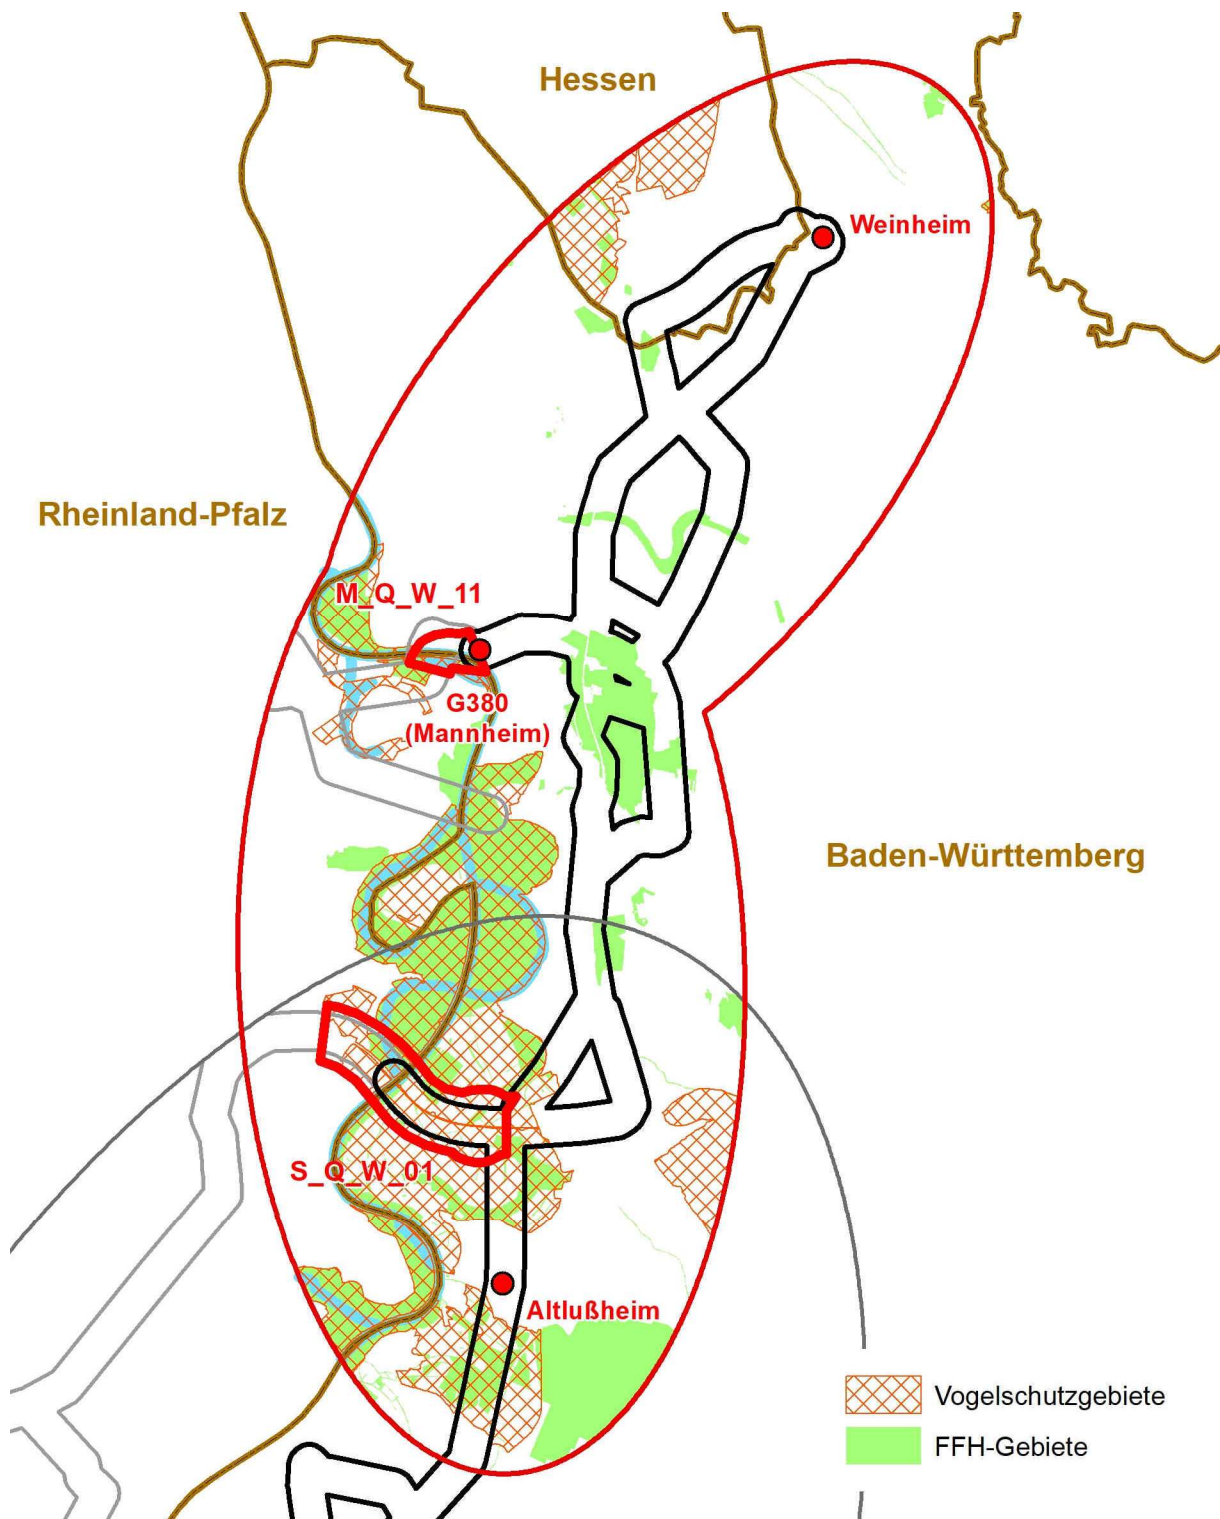 Hessen
Weinheim
Rheinland-Pfalz
M_Q_W_11
G380
(Mannheim)
Baden-Württemberg
S_Q_W_01
Altlußheim
Vogelschutzgebiete
FFH-Gebiete